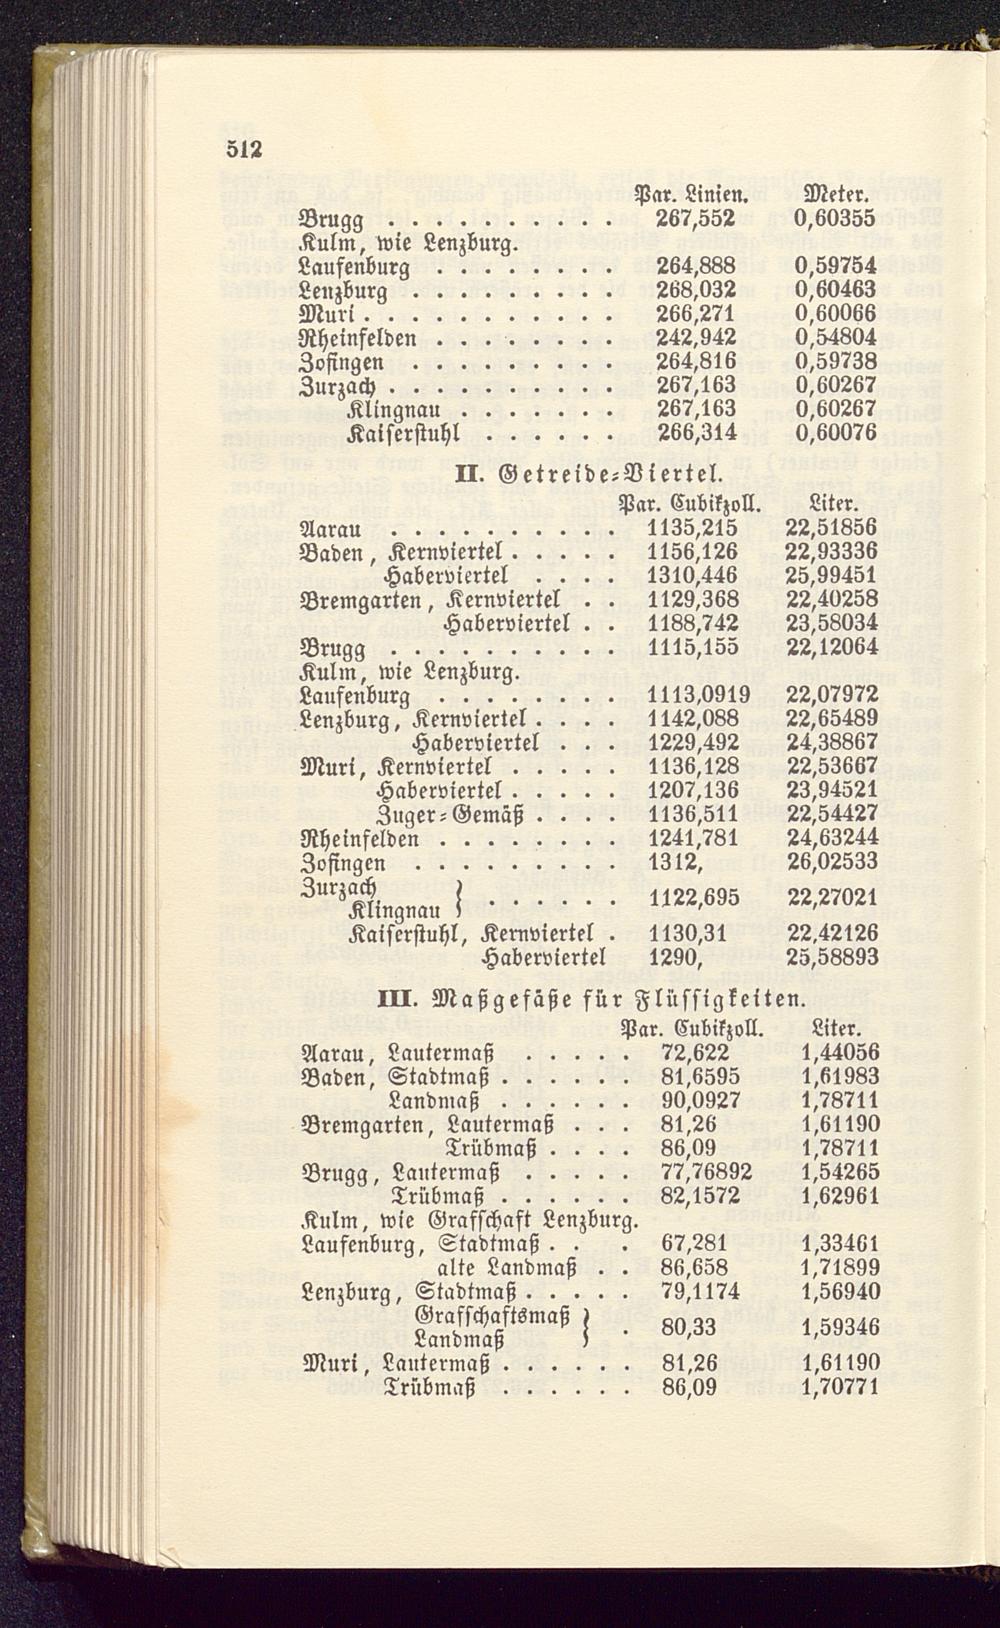 512
Par. Linien. Meter.
Brugg . . . . . . . . . . 267,552 0,60355
Kulm, wie Lenzburg.
Laufenburg . . . . . . . . 264,888 0,59754
Lenzburg . . . . . . . . . 268,032 0,60463
Muri . . . . . . . . . . . 266,271 0,60066
Rheinfelden . . . . . . . . 242,942 0,54804
Zofingen . . . . . . . . . 264,816 0,59738
Zurzach . . . . . . . . . . 267,163 0,60267
Klingnau . . . . . . . 267,163 0,60267
Kaiserstuhl . . . . . . 266,314 0,60076
II. Getreide-Viertel.
Par. Cubikzoll. Liter.
Aarau . . . . . . . . . . 1135,215 22,51856
Baden, Kernviertel . . . . . 1156,126 22,93336
Haberviertel . . . . 1310,446 25,99451
Bremgarten, Kernviertel . . 1129,368 22,40258
Haberviertel . . 1188,742 23,58034
Brugg . . . . . . . . . . 1115,155 22,12064
Kulm, wie Lenzburg.
Laufenburg . . . . . . . . 1113,0919 22,07972
Lenzburg, Kernviertel . . . . 1142,088 22,65489
Haberviertel . . . 1229,492 24,38867
Muri, Kernviertel . . . . . 1136,128 22,53667
Haberviertel . . . . . 1207,136 23,94521
Zuger-Gemäß . . . . 1136,511 22,54427
Rheinfelden . . . . . . . . 1241,781 24,63244
Zofingen . . . . . . . . . 1312, 26,02533
Zurzach
Klingnau } . . . . . . . 1122,695 22,27021
Kaiserstuhl, Kernviertel . 1130,31 22,42126
Haberviertel 1290, 25,58893
III. Maßgefäße für Flüssigkeiten.
Par. Cubikzoll. Liter.
Aarau, Lautermaß . . . . . 72,622 1,44056
Baden, Stadtmaß . . . . . . 81,6595 1,61983
Landmaß . . . . . . 90,0927 1,78711
Bremgarten, Lautermaß . . . 81,26 1,61190
Trübmaß . . . . 86,09 1,78711
Brugg, Lautermaß . . . . . 77,76892 1,54265
Trübmaß . . . . . . 82,1572 1,62961
Kulm, wie Grafschaft Lenzburg.
Laufenburg, Stadtmaß . . . . 67,281 1,33461
alte Landmaß . . 86,658 1,71899
Lenzburg, Stadtmaß . . . . . 79,1174 1,56940
Grafschaftsmaß
Landmaß } . 80,33 1,59346
Muri, Lautermaß . . . . . . 81,26 1,61190
Trübmaß . . . . . . 86,09 1,70771